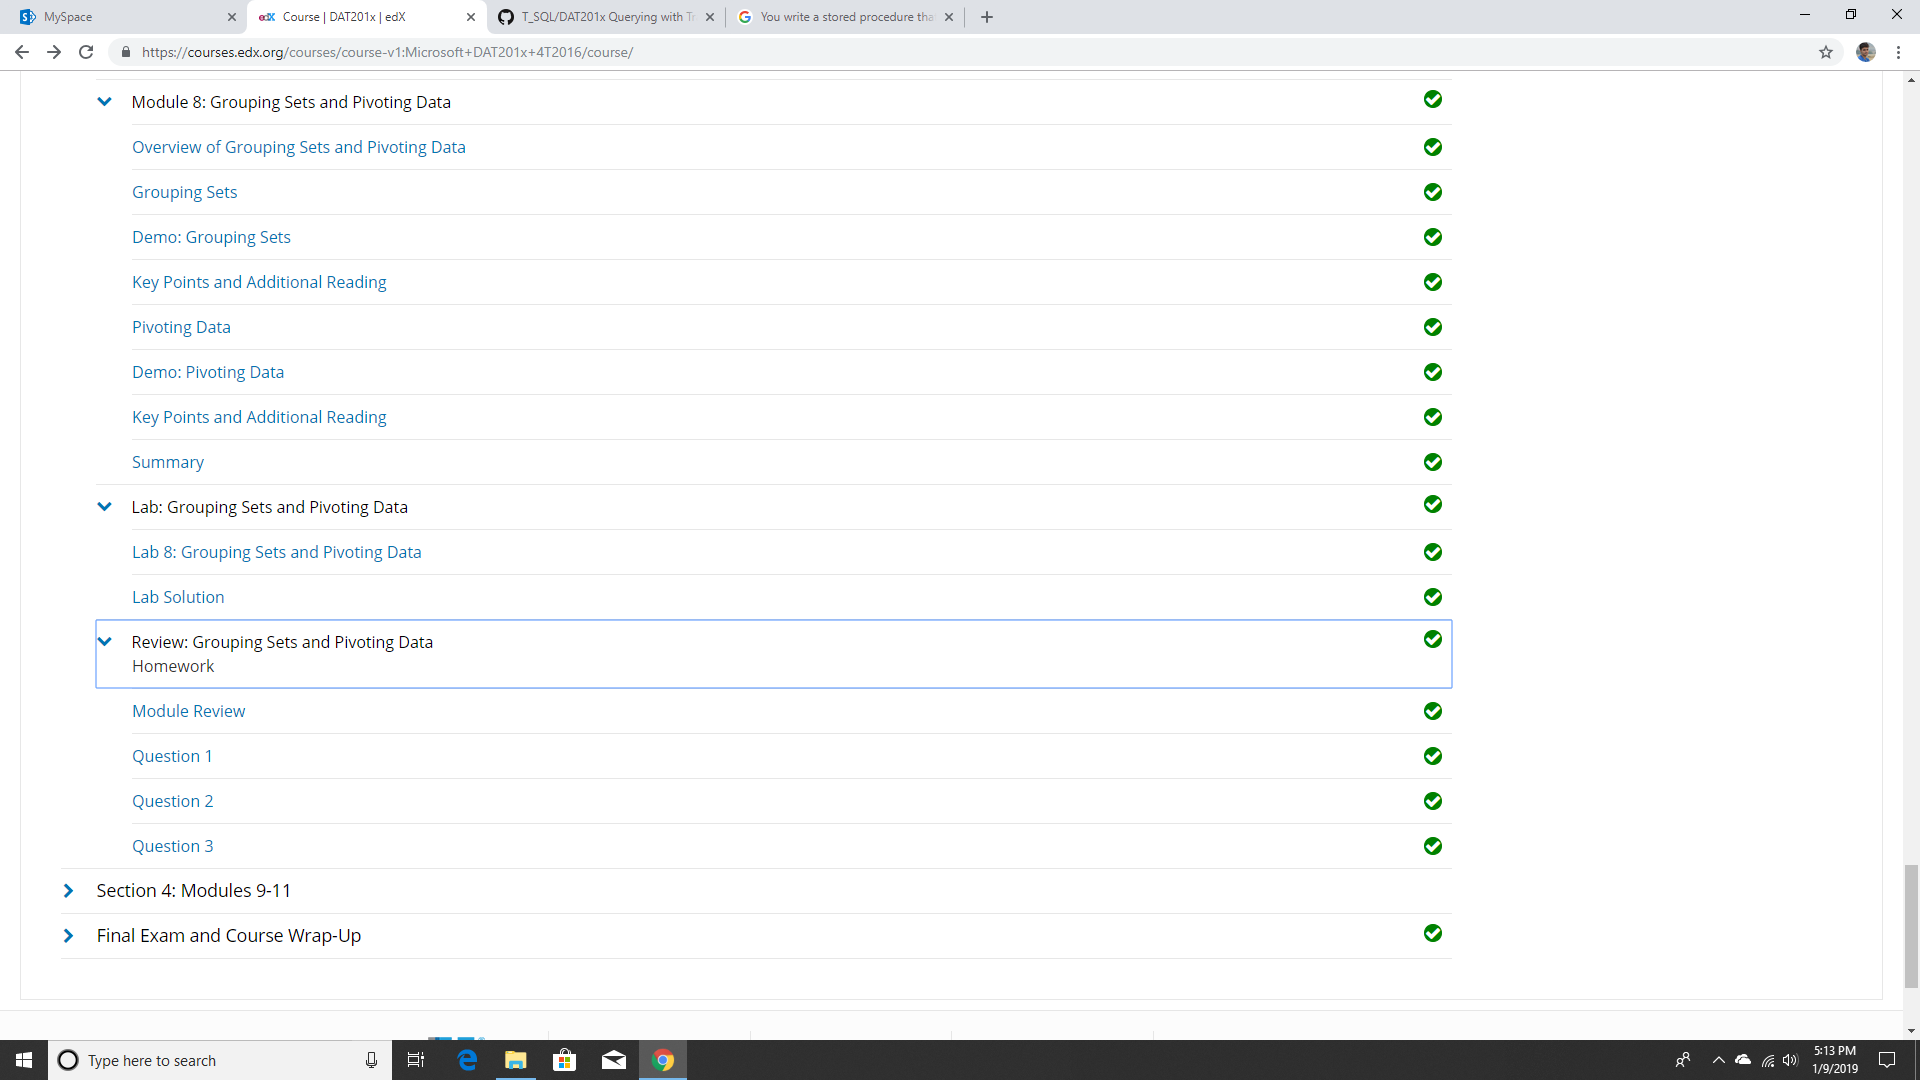 MySpace
edX Course | DAT201x | edX
T_SQL/DAT201x Querying with Tr
You write a stored procedure tha
https://courses.edx.org/courses/course-v1:Microsoft+DAT201x+4T2016/course/
Module 8: Grouping Sets and Pivoting Data
Overview of Grouping Sets and Pivoting Data
Grouping Sets
Demo: Grouping Sets
Key Points and Additional Reading
Pivoting Data
Demo: Pivoting Data
Key Points and Additional Reading
Summary
Lab: Grouping Sets and Pivoting Data
Lab 8: Grouping Sets and Pivoting Data
Lab Solution
Review: Grouping Sets and Pivoting Data
Homework
Module Review
Question 1
Question 2
Question 3
Section 4: Modules 9-11
Final Exam and Course Wrap-Up
Type here to search
5:13 PM
1/9/2019